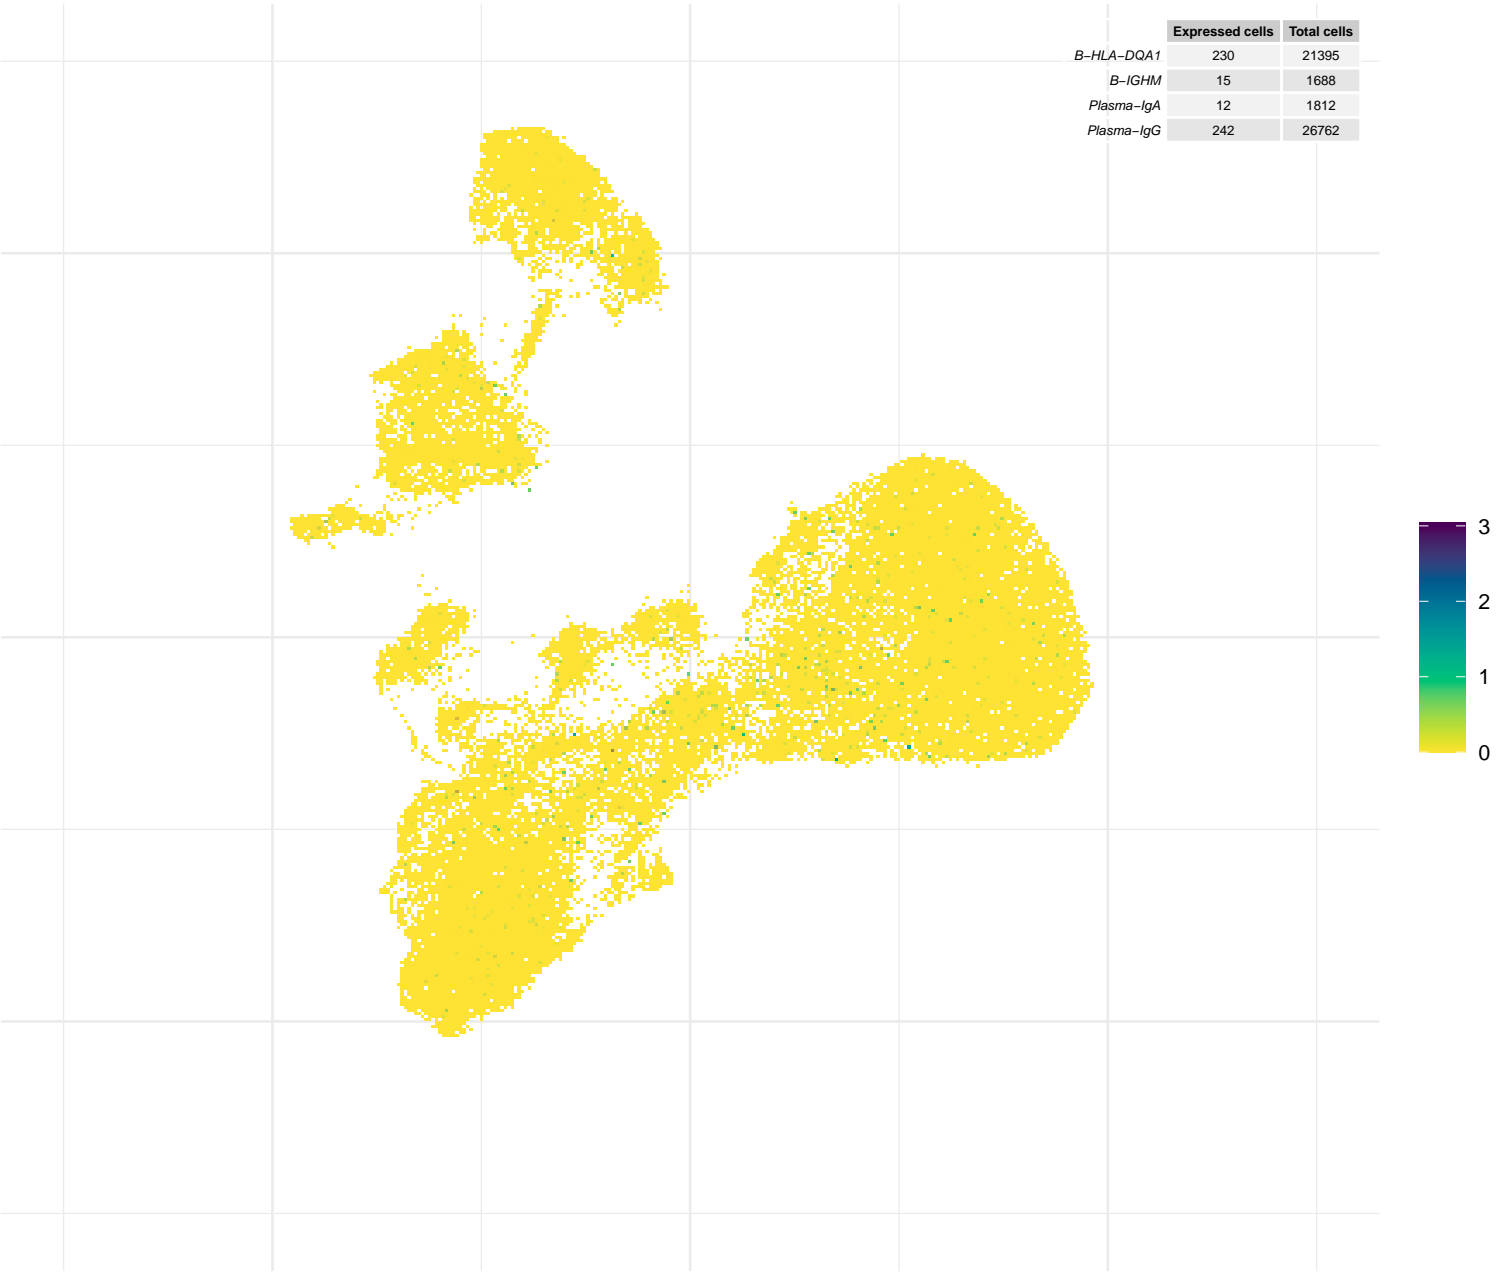 Expressed cells Total cells
B−HLA−DQA1 230 21395
B−IGHM 15 1688
Plasma−IgA 12 1812
Plasma−IgG 242 26762
3
2
1
0